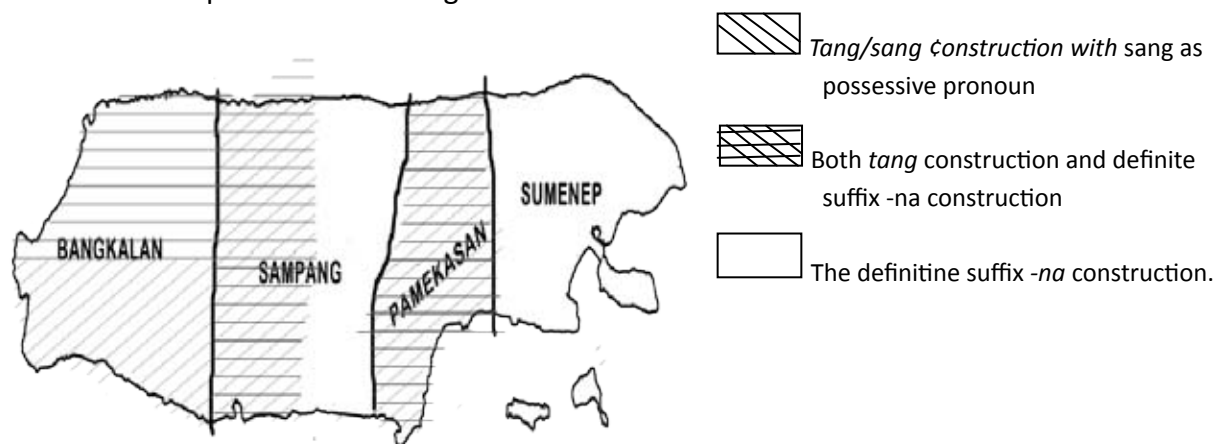 Tang/sang ¢onstruction with sang as
possessive pronoun
Both tang construction and definite
suffix -na construction
The definitine suffix -na construction.
BANGKALAN
SAMPANG
PAMEKASAN
SUMENEP